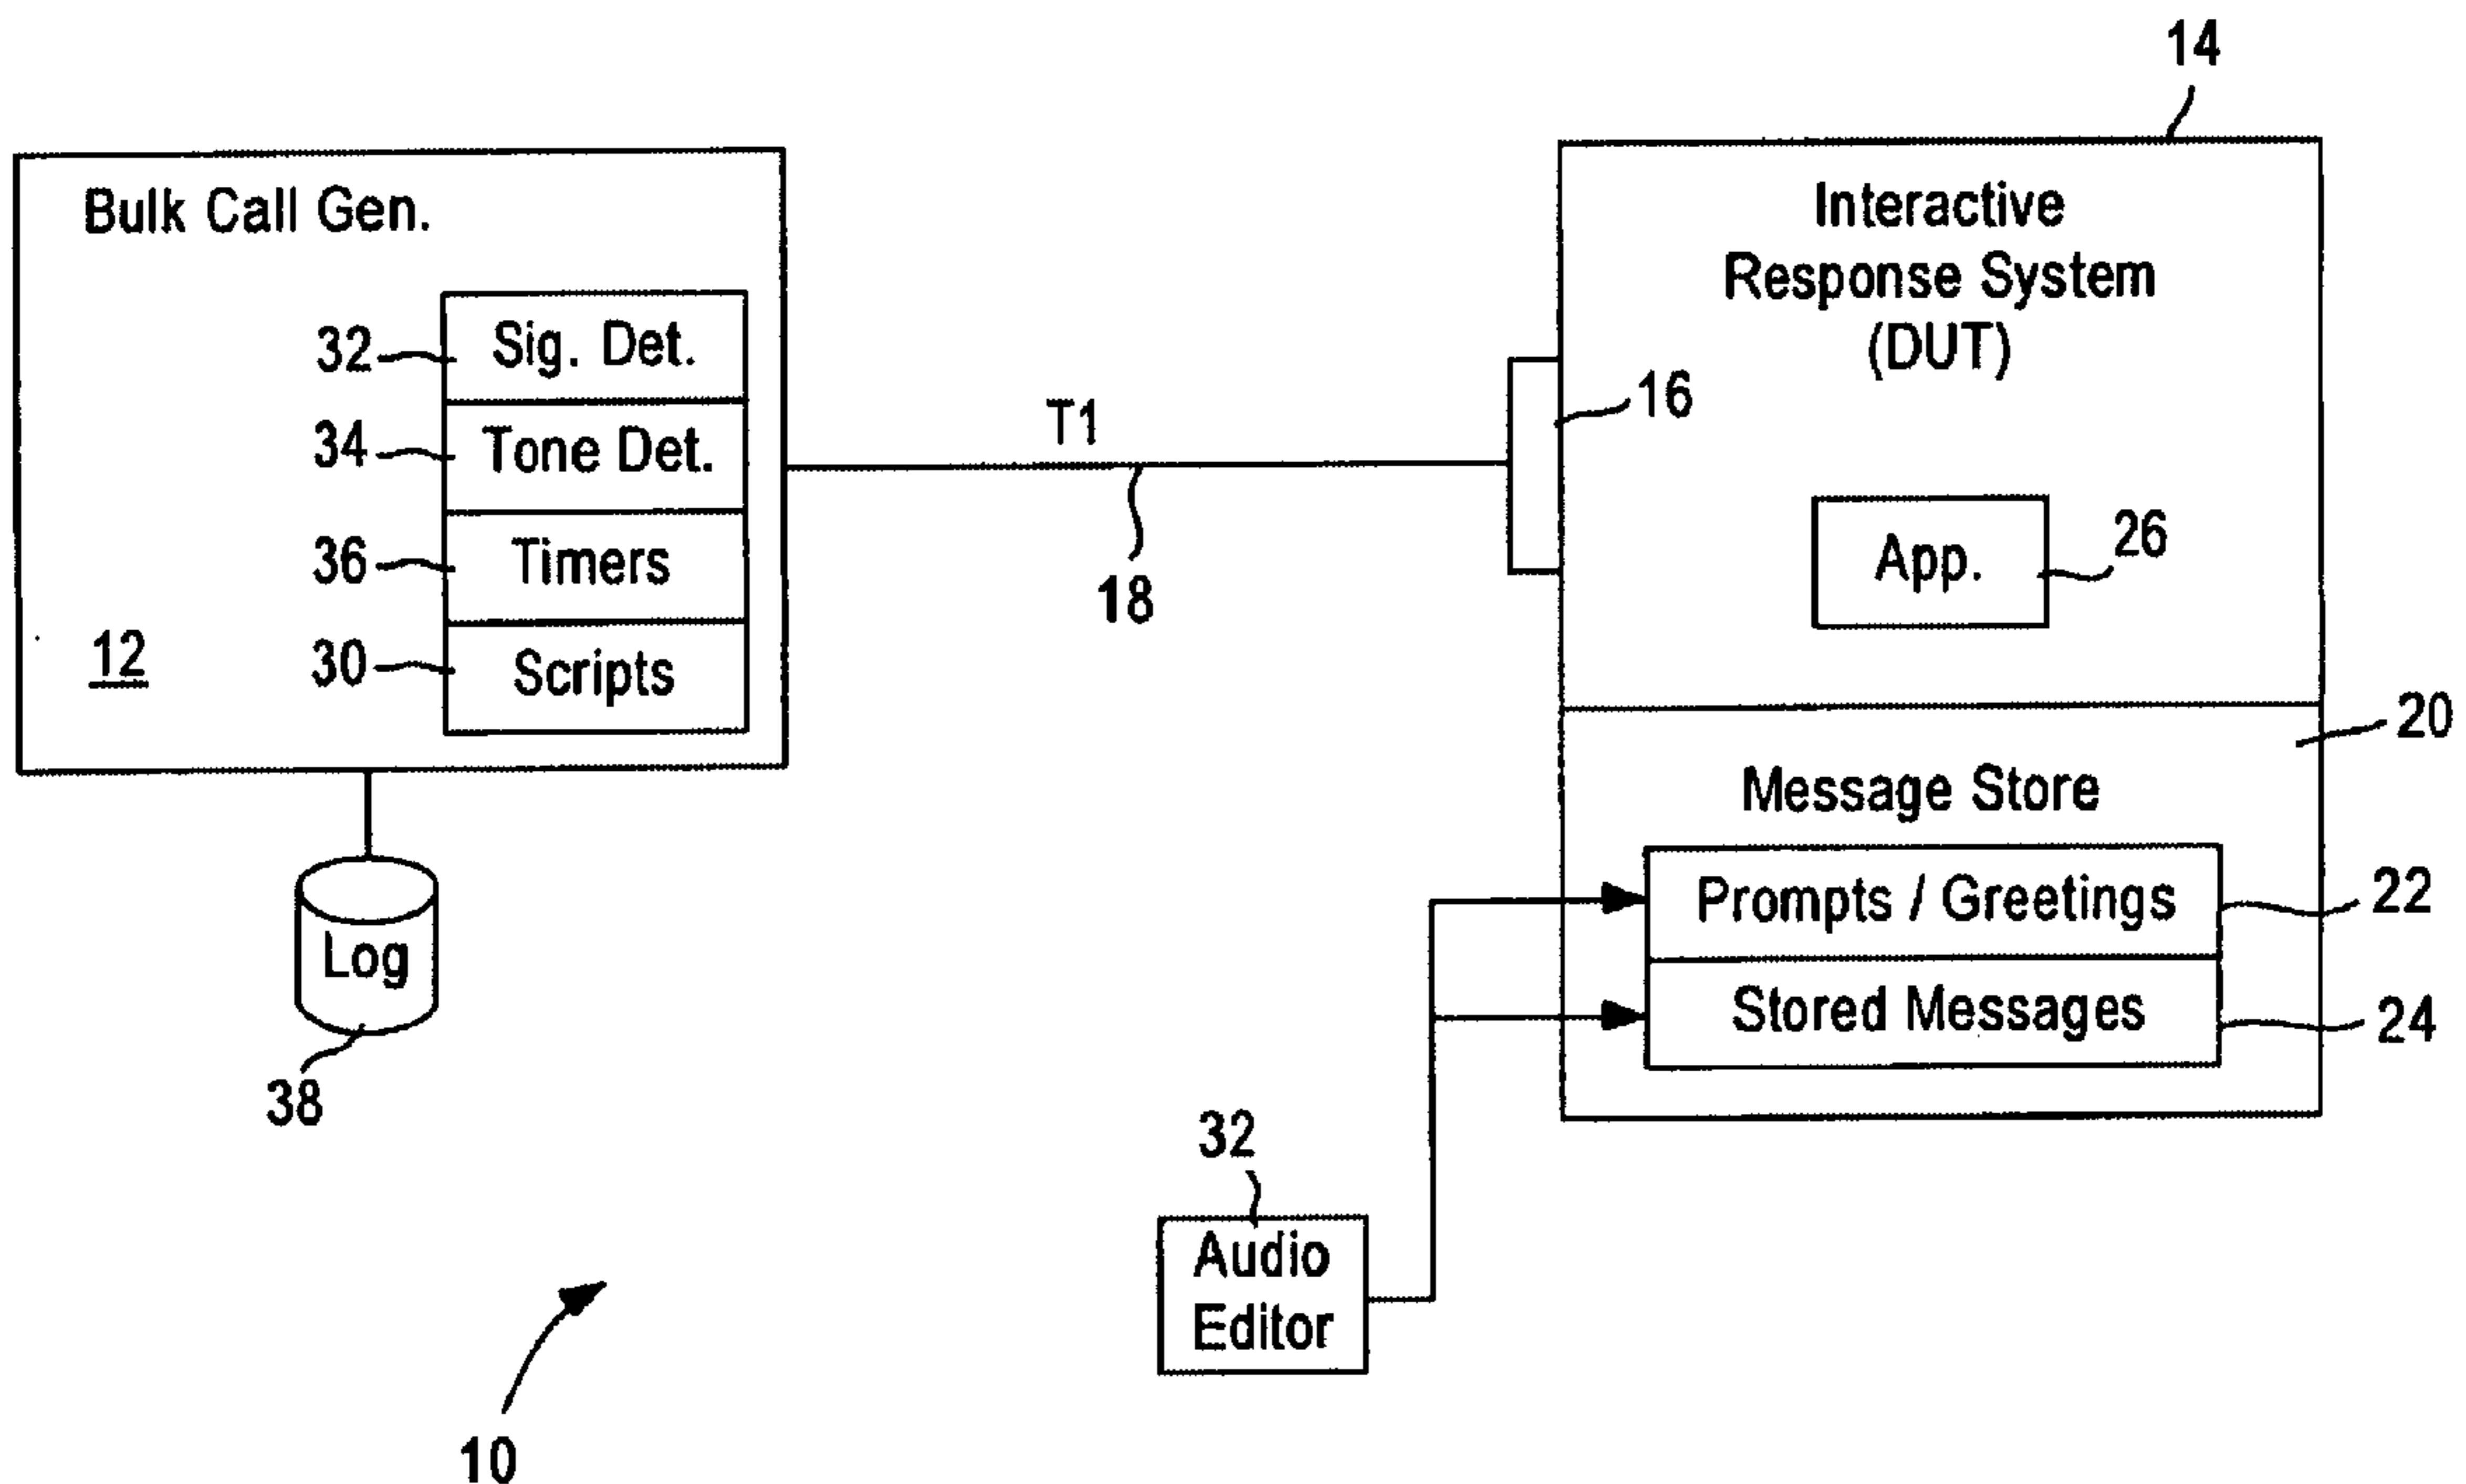 14
Bulk Call Gen.
Interactive
Response System
(DUT)
32
Sig. Det.
16
T1
34
Tone Det.
18
36
Timers
App.
26
12
30
Scripts
20
Message Store
Prompts / Greetings
22
Log
Stored Messages
24
38
32
Audio
Editor
10